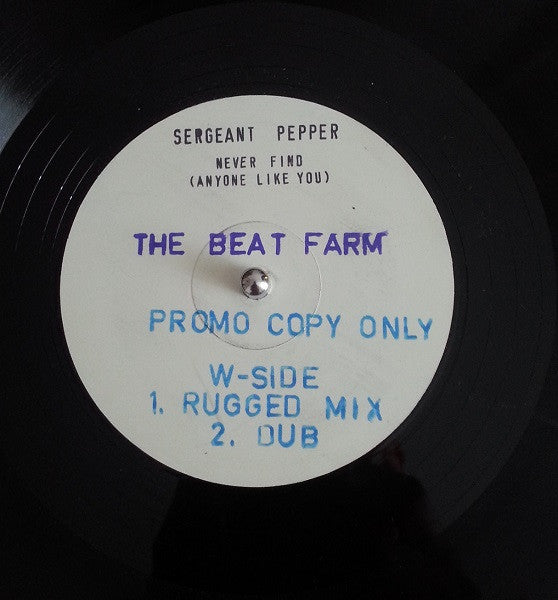 SERGEANT PEPPER
NEVER FIND
(ANYONE LIKE YOU)
THE BEAT FARM
PROMO COPY ONLY
W-SIDE
1. RUGGED MIX
2. DUB